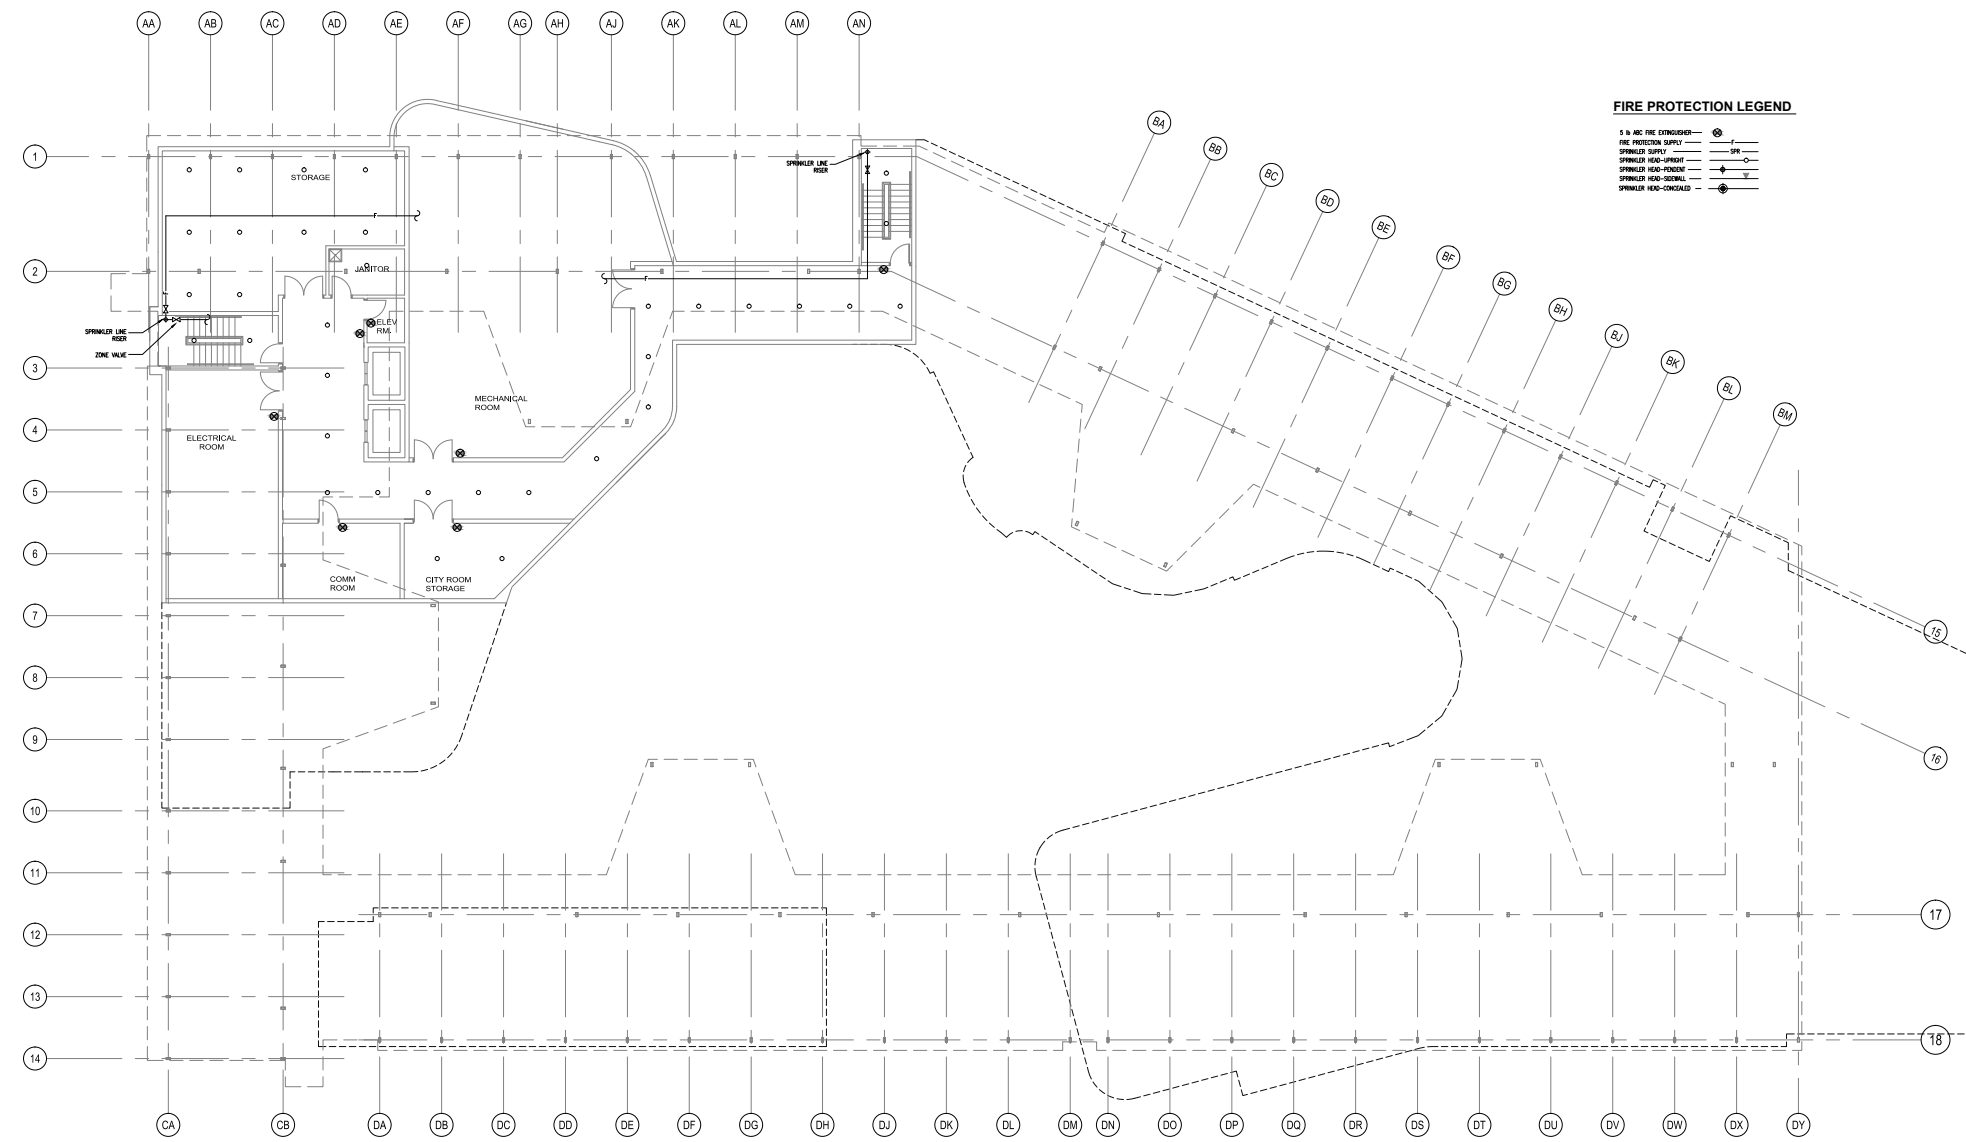 AA AB AC AD AE AF AG AH AJ AK AL AM AN
FIRE PROTECTION LEGEND
5 lb ABC FIRE EXTINGUISHER
FIRE PROTECTION SUPPLY F
SPRINKLER SUPPLY SPR
SPRINKLER HEAD-UPRIGHT
SPRINKLER HEAD-PENDENT
SPRINKLER HEAD-SIDEWALL
SPRINKLER HEAD-CONCEALED
BA
BB
BC
BD
BE
BF
BG
BH
BJ
BK
BL
BM
1
SPRINKLER LINE
RISER
STORAGE
F
2
JANITOR
F
ELEV
RM.
SPRINKLER LINE
RISER
ZONE VALVE
3
MECHANICAL
ROOM
4
ELECTRICAL
ROOM
5
6
COMM
ROOM
CITY ROOM
STORAGE
7
15
8
9
16
10
11
17
12
13
18
14
CA CB DA DB DC DD DE DF DG DH DJ DK DL DM DN DO DP DQ DR DS DT DU DV DW DX DY